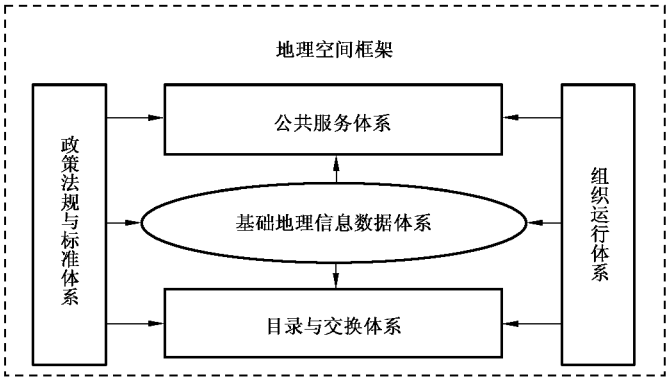 地理空间框架
公共服务体系
政策法规与标准体系
基础地理信息数据体系
组织运行体系
目录与交换体系